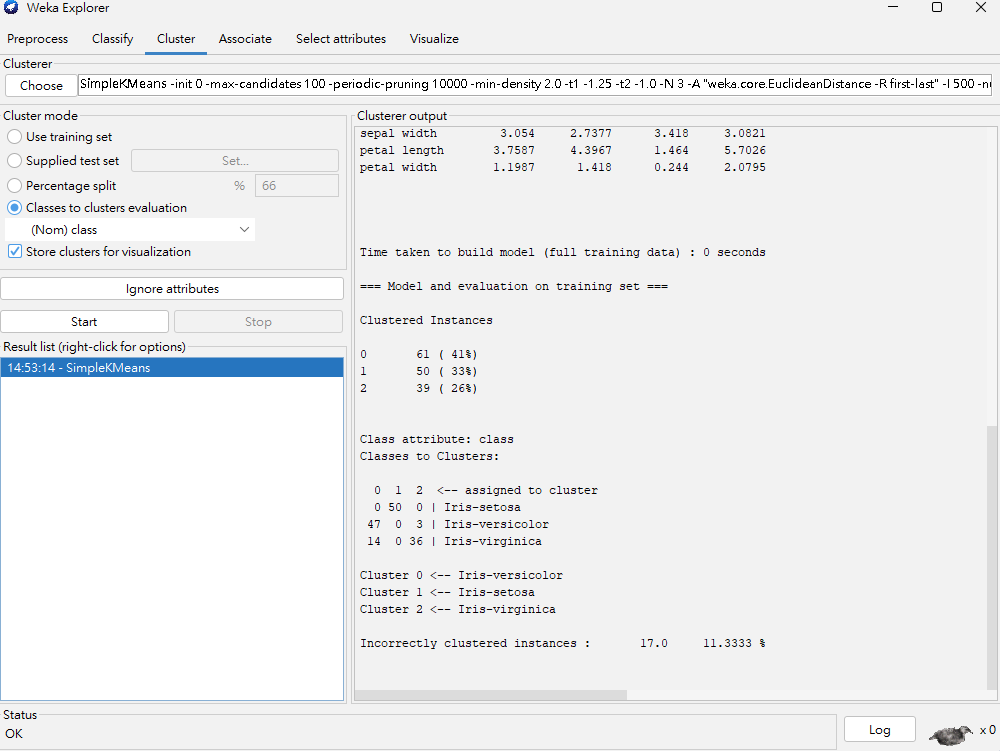 Weka Explorer
Preprocess Classify Cluster Associate Select attributes Visualize
Clusterer
Choose SimpleKMeans -init 0 -max-candidates 100 -periodic-pruning 10000 -min-density 2.0 -t1 -1.25 -t2 -1.0 -N 3 -A "weka.core.EuclideanDistance -R first-last" -I 500
Cluster mode
Use training set
Supplied test set Set...
Percentage split % 66
Classes to clusters evaluation
(Nom) class
Store clusters for visualization
Ignore attributes
Start Stop
Result list (right-click for options)
14:53:14 - SimpleKMeans
Clusterer output
sepal width 3.054 2.7377 3.418 3.0821
petal length 3.7587 4.3967 1.464 5.7026
petal width 1.1987 1.418 0.244 2.0795
Time taken to build model (full training data) : 0 seconds
=== Model and evaluation on training set ===
Clustered Instances
0 61 ( 41%)
1 50 ( 33%)
2 39 ( 26%)
Class attribute: class
Classes to Clusters:
0 1 2 <-- assigned to cluster
0 50 0 | Iris-setosa
47 0 3 | Iris-versicolor
14 0 36 | Iris-virginica
Cluster 0 <-- Iris-versicolor
Cluster 1 <-- Iris-setosa
Cluster 2 <-- Iris-virginica
Incorrectly clustered instances : 17.0 11.3333 %
Status
OK
Log x 0